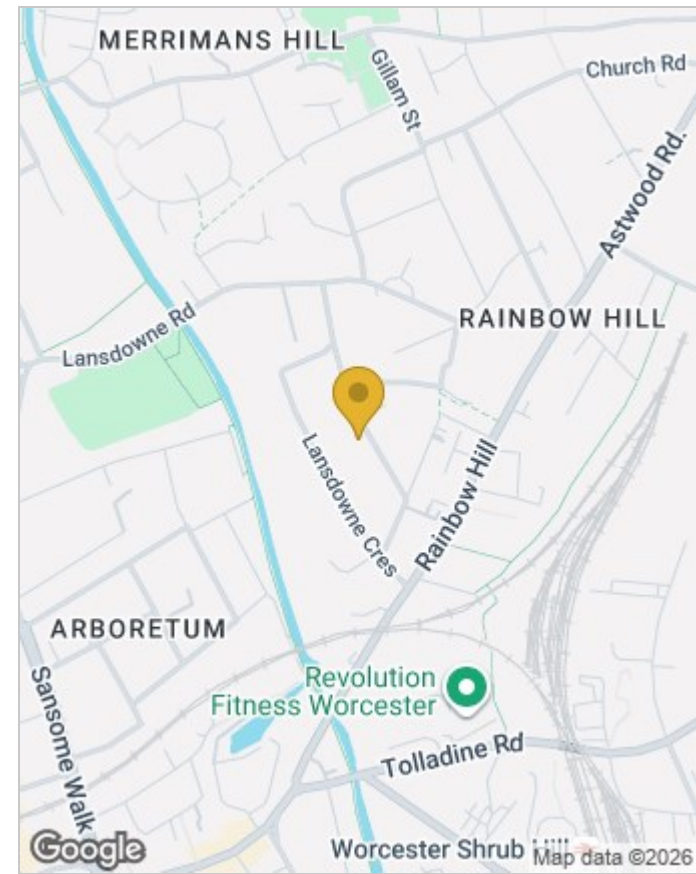 MERRIMANS HILL
Gillam St
Church Rd
Astwood Rd.
RAINBOW HILL
Lansdowne Rd
Lansdowne Cres
Rainbow Hill
ARBORETUM
Revolution
Fitness Worcester
Sansome Walk
Tolladine Rd
Google
Worcester Shrub Hill
Map data ©2026